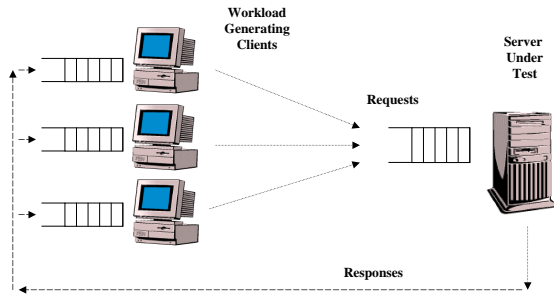 Workload
Generating
Clients
Server
Under
Test
Requests
Responses